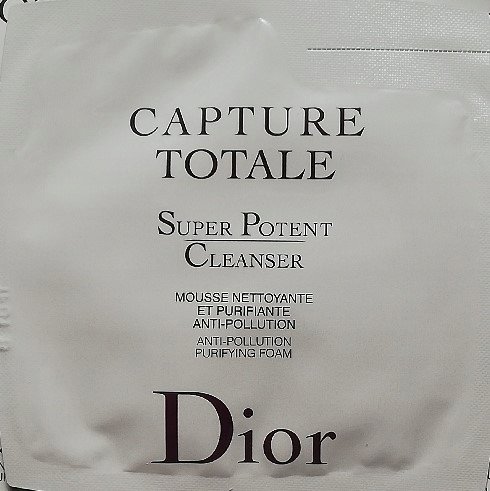 CAPTURE
TOTALE
SUPER POTENT
CLEANSER
MOUSSE NETTOYANTE
ET PURIFIANTE
ANTI-POLLUTION
ANTI-POLLUTION
PURIFYING FOAM
Dior